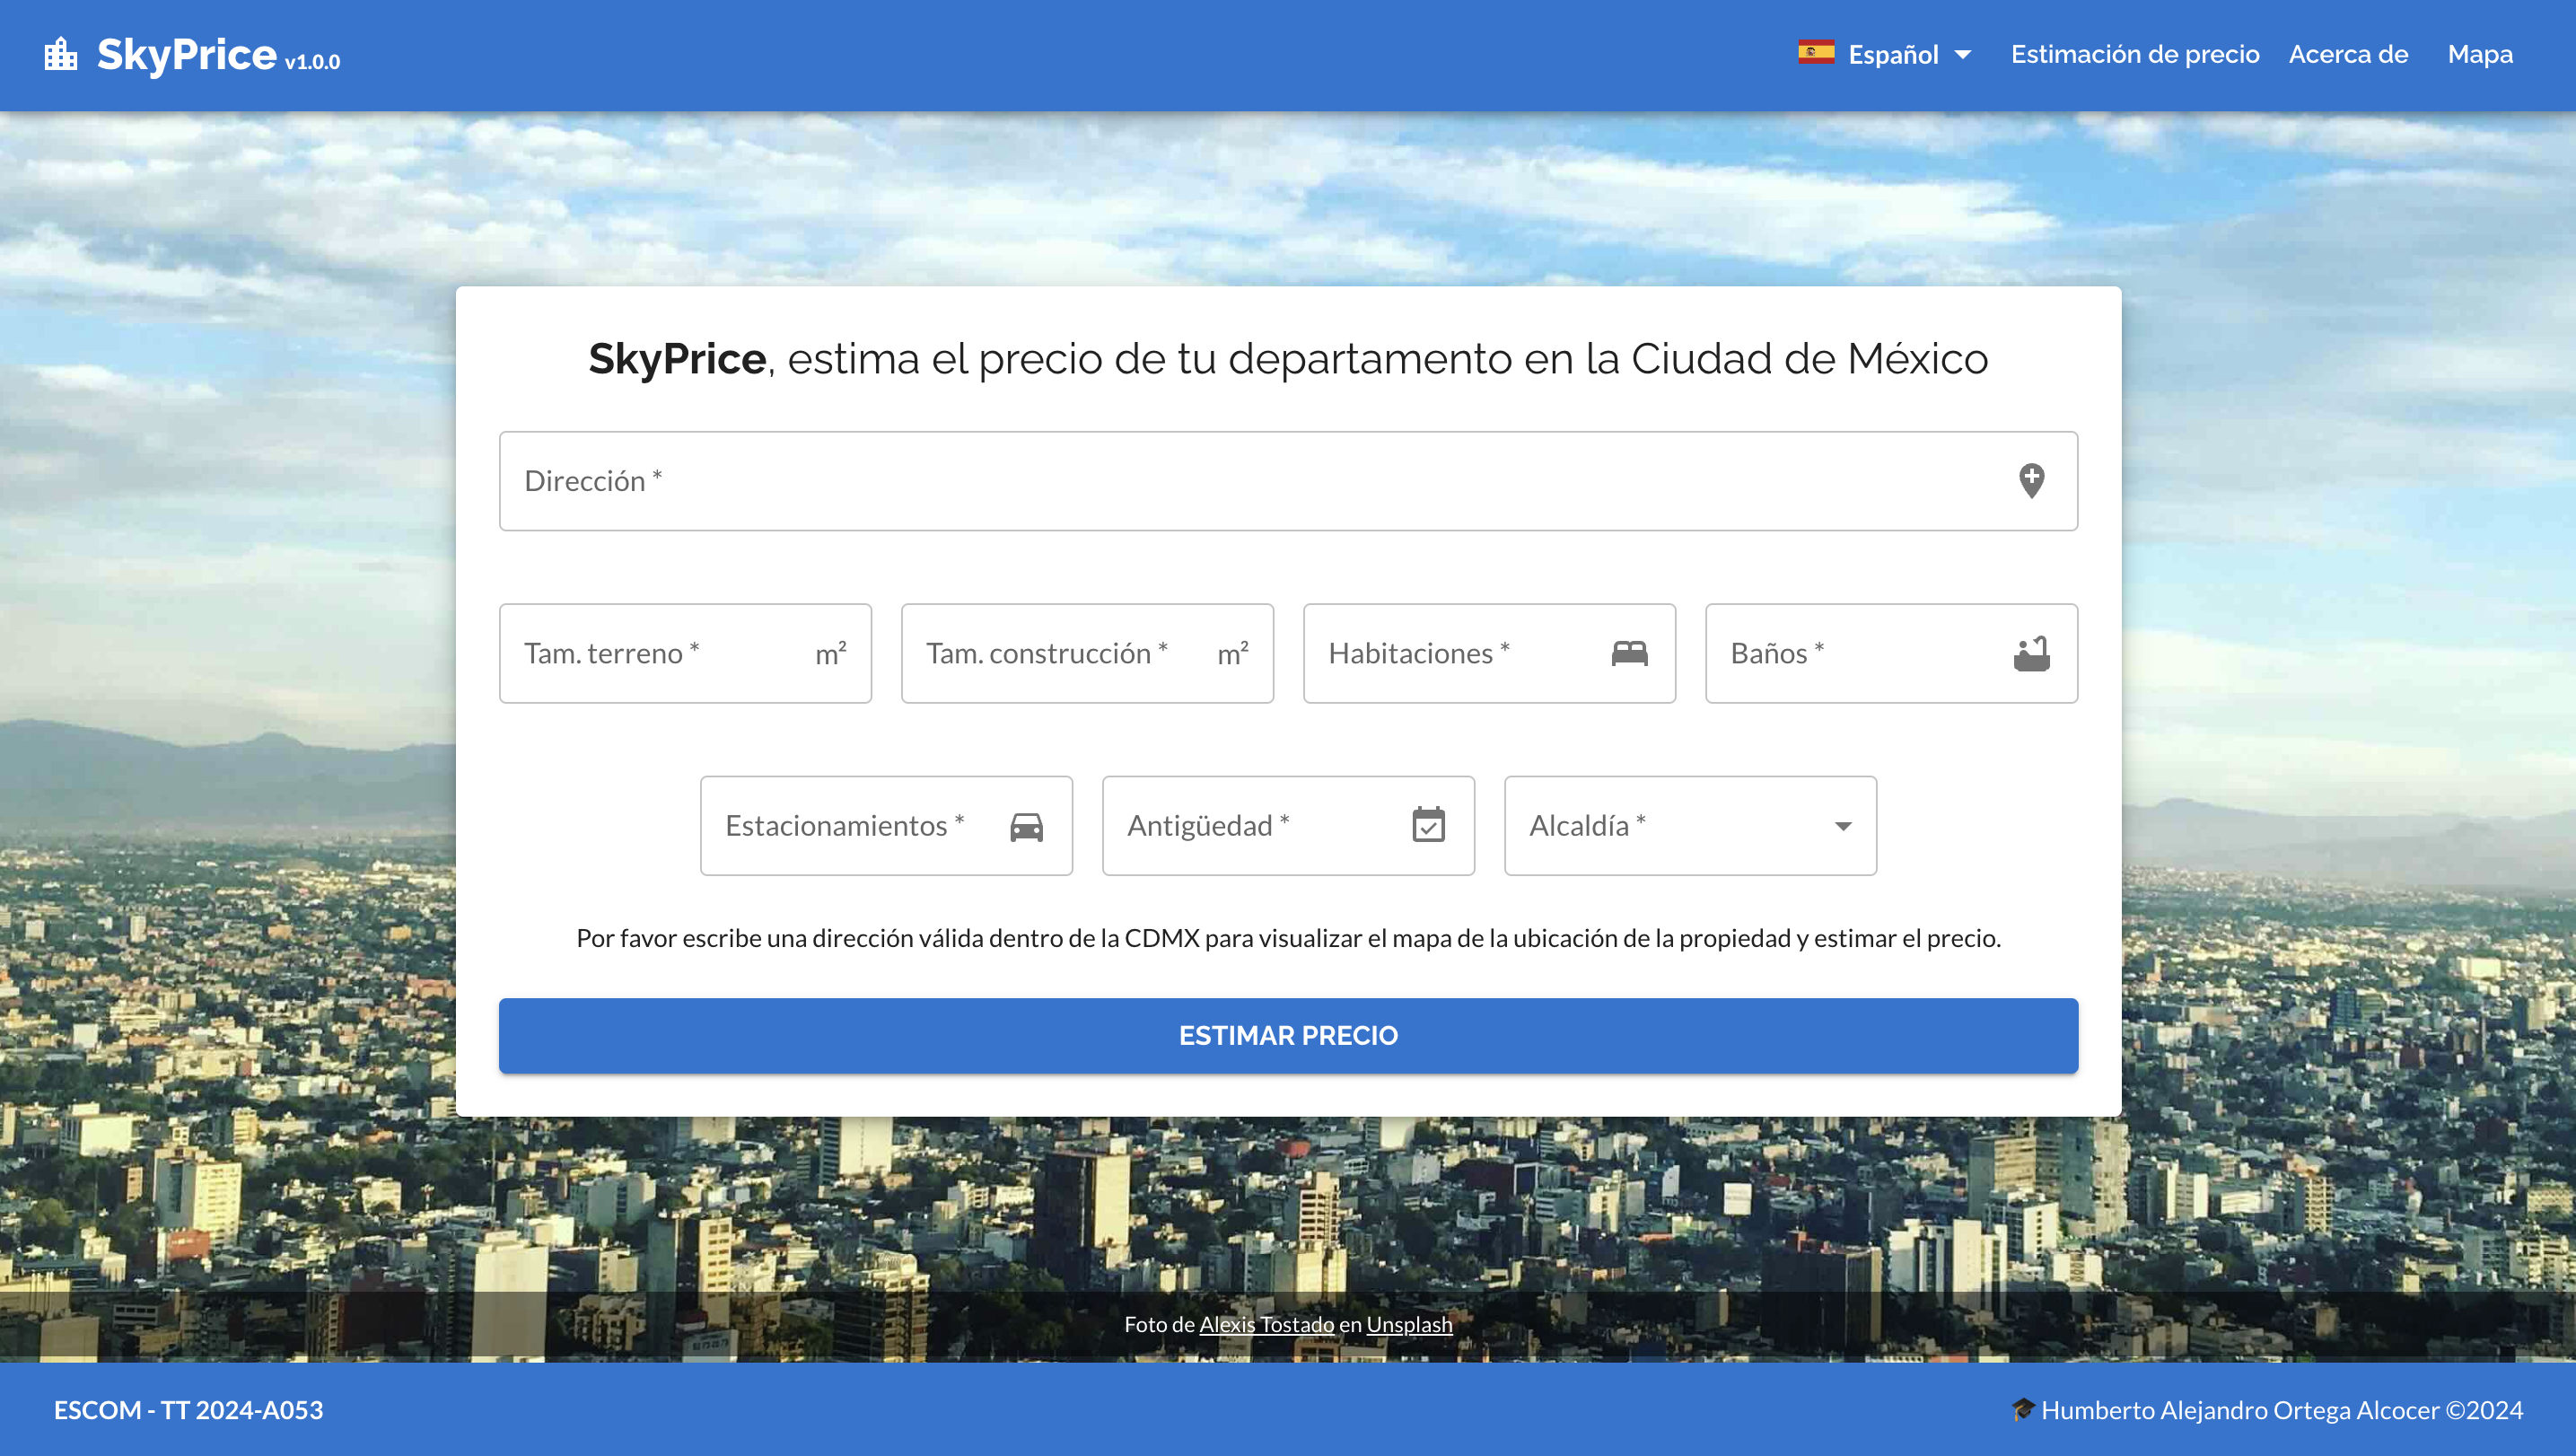 SkyPrice v1.0.0
Español
Estimación de precio
Acerca de
Mapa
SkyPrice, estima el precio de tu departamento en la Ciudad de México
Dirección *
Tam. terreno * m²
Tam. construcción * m²
Habitaciones *
Baños *
Estacionamientos *
Antigüedad *
Alcaldía *
Por favor escribe una dirección válida dentro de la CDMX para visualizar el mapa de la ubicación de la propiedad y estimar el precio.
ESTIMAR PRECIO
Foto de Alexis Tostado en Unsplash
ESCOM - TT 2024-A053
Humberto Alejandro Ortega Alcocer ©2024